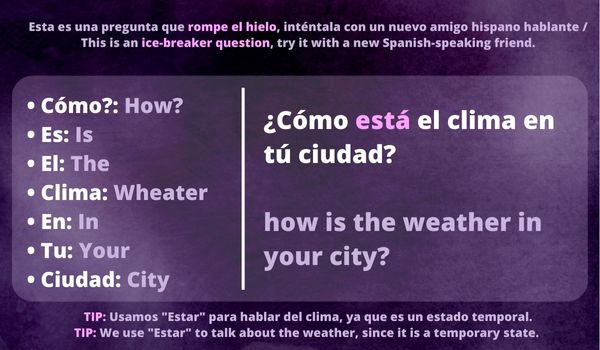 Esta es una pregunta que rompe el hielo, inténtala con un nuevo amigo hispano hablante /
This is an ice-breaker question, try it with a new Spanish-speaking friend.
• Cómo?: How?
• Es: Is
• El: The
• Clima: Wheater
• En: In
• Tu: Your
• Ciudad: City
¿Cómo está el clima en
tú ciudad?
how is the weather in
your city?
TIP: Usamos "Estar" para hablar del clima, ya que es un estado temporal.
TIP: We use "Estar" to talk about the weather, since it is a temporary state.